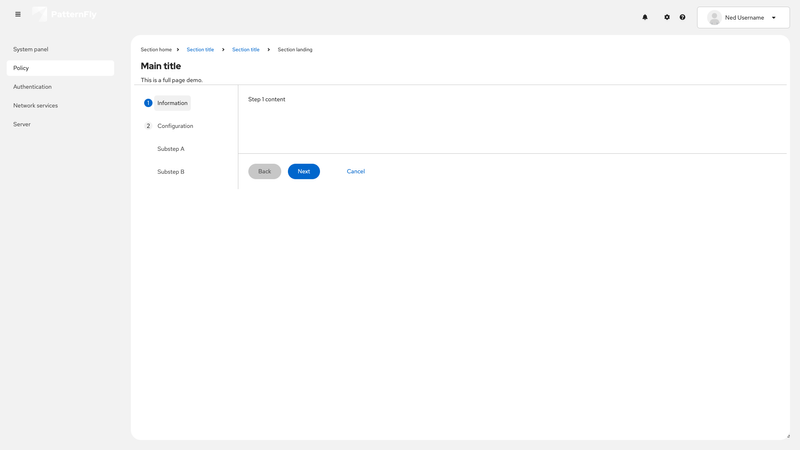 PatternFly
Ned Username
System panel
Policy
Authentication
Network services
Server
Section home
Section title
Section title
Section landing
Main title
This is a full page demo.
1 Information
2 Configuration
Substep A
Substep B
Step 1 content
Back
Next
Cancel